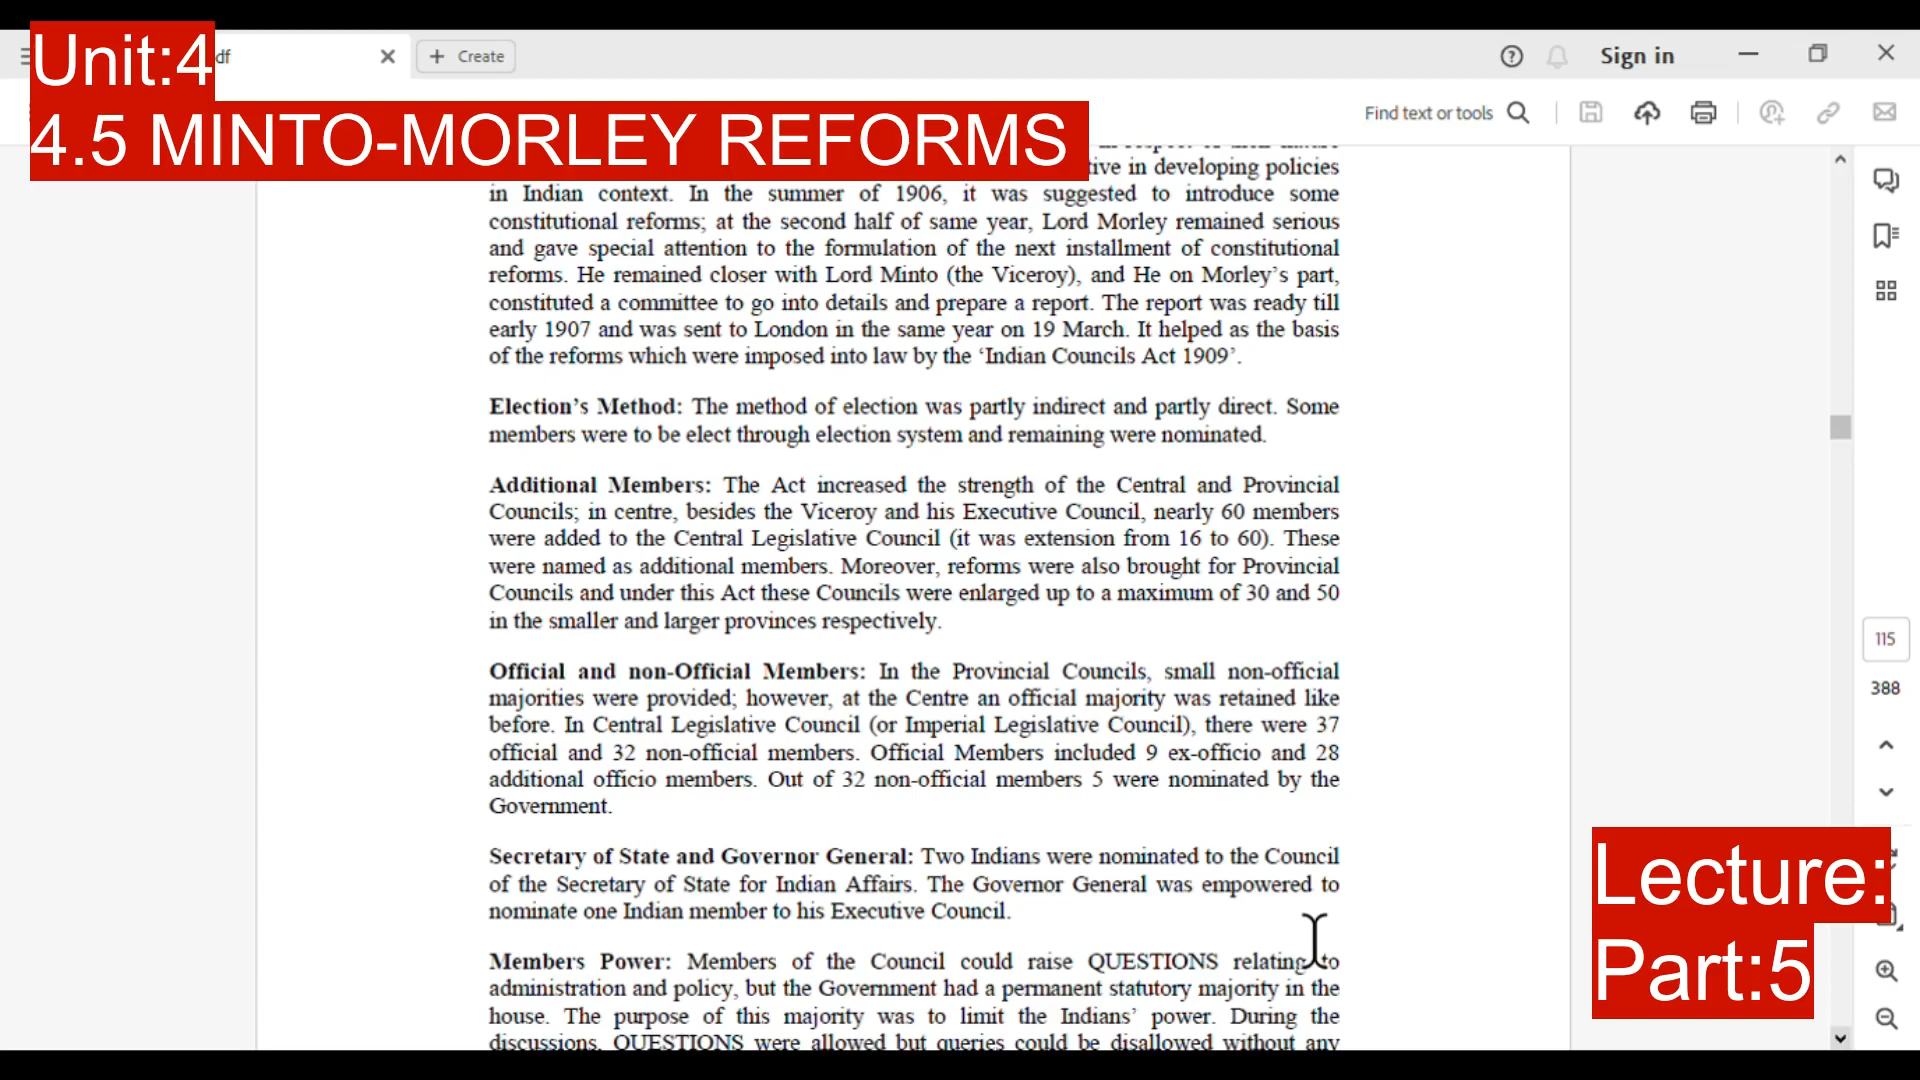 Unit:4
df
Create
Sign in
4.5 MINTO-MORLEY REFORMS
Find text or tools
tive in developing policies
in Indian context. In the summer of 1906, it was suggested to introduce some
constitutional reforms; at the second half of same year, Lord Morley remained serious
and gave special attention to the formulation of the next installment of constitutional
reforms. He remained closer with Lord Minto (the Viceroy), and He on Morley's part,
constituted a committee to go into details and prepare a report. The report was ready till
early 1907 and was sent to London in the same year on 19 March. It helped as the basis
of the reforms which were imposed into law by the 'Indian Councils Act 1909'.
Election's Method: The method of election was partly indirect and partly direct. Some
members were to be elect through election system and remaining were nominated.
Additional Members: The Act increased the strength of the Central and Provincial
Councils; in centre, besides the Viceroy and his Executive Council, nearly 60 members
were added to the Central Legislative Council (it was extension from 16 to 60). These
were named as additional members. Moreover, reforms were also brought for Provincial
Councils and under this Act these Councils were enlarged up to a maximum of 30 and 50
in the smaller and larger provinces respectively.
Official and non-Official Members: In the Provincial Councils, small non-official
majorities were provided; however, at the Centre an official majority was retained like
before. In Central Legislative Council (or Imperial Legislative Council), there were 37
official and 32 non-official members. Official Members included 9 ex-officio and 28
additional officio members. Out of 32 non-official members 5 were nominated by the
Government.
Secretary of State and Governor General: Two Indians were nominated to the Council
of the Secretary of State for Indian Affairs. The Governor General was empowered to
nominate one Indian member to his Executive Council.
Members Power: Members of the Council could raise QUESTIONS relating to
administration and policy, but the Government had a permanent statutory majority in the
house. The purpose of this majority was to limit the Indians' power. During the
discussions, QUESTIONS were allowed but queries could be disallowed without any
115
388
Lecture:
Part:5